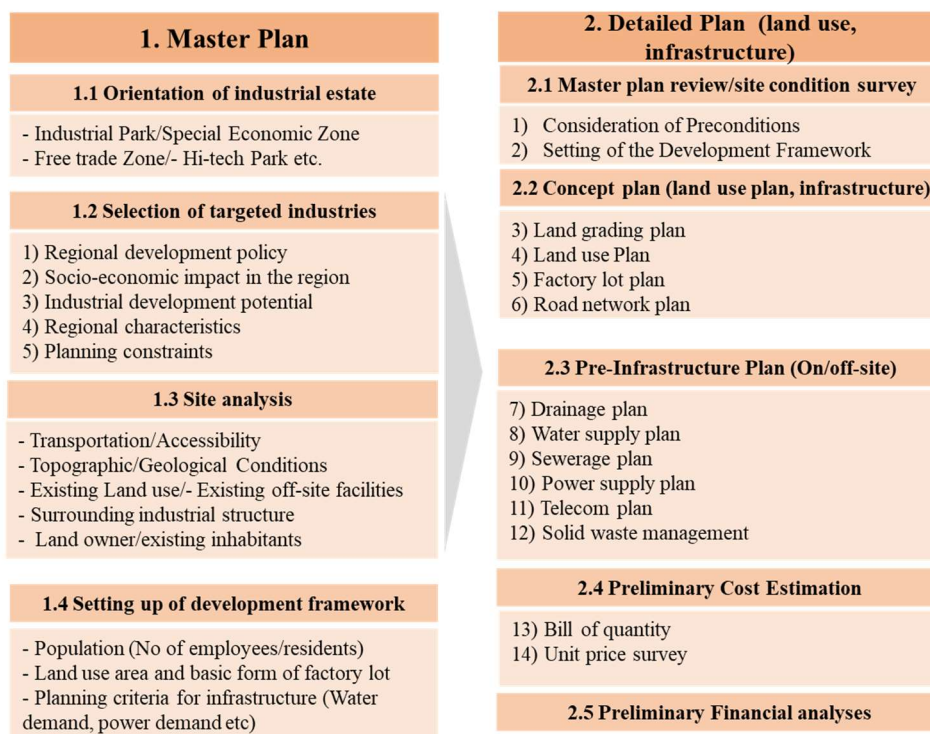 1. Master Plan
1.1 Orientation of industrial estate
- Industrial Park/Special Economic Zone
- Free trade Zone/- Hi-tech Park etc.
1.2 Selection of targeted industries
1) Regional development policy
2) Socio-economic impact in the region
3) Industrial development potential
4) Regional characteristics
5) Planning constraints
1.3 Site analysis
- Transportation/Accessibility
- Topographic/Geological Conditions
- Existing Land use/- Existing off-site facilities
- Surrounding industrial structure
- Land owner/existing inhabitants
1.4 Setting up of development framework
- Population (No of employees/residents)
- Land use area and basic form of factory lot
- Planning criteria for infrastructure (Water
demand, power demand etc)
2. Detailed Plan (land use,
infrastructure)
2.1 Master plan review/site condition survey
1) Consideration of Preconditions
2) Setting of the Development Framework
2.2 Concept plan (land use plan, infrastructure)
3) Land grading plan
4) Land use Plan
5) Factory lot plan
6) Road network plan
2.3 Pre-Infrastructure Plan (On/off-site)
7) Drainage plan
8) Water supply plan
9) Sewerage plan
10) Power supply plan
11) Telecom plan
12) Solid waste management
2.4 Preliminary Cost Estimation
13) Bill of quantity
14) Unit price survey
2.5 Preliminary Financial analyses